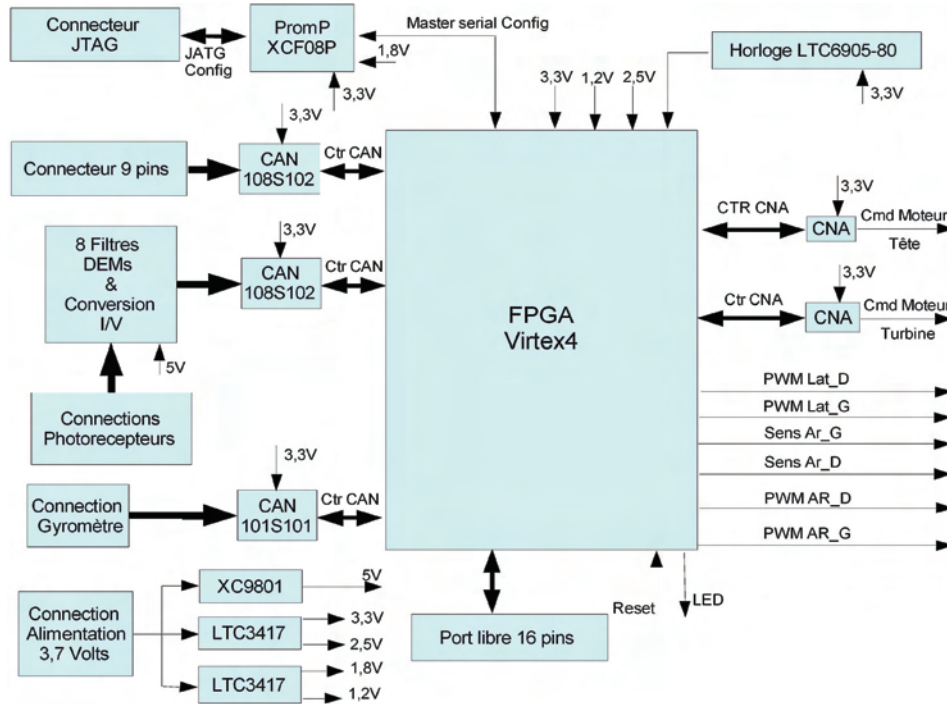 Connecteur
JTAG
JATG
Config
PromP
XCF08P
1,8V
3,3V
Master serial Config
3,3V
1,2V
2,5V
Horloge LTC6905-80
3,3V
Connecteur 9 pins
3,3V
CAN
108S102
Ctr CAN
8 Filtres
DEMs
&
Conversion
I/V
5V
3,3V
CAN
108S102
Ctr CAN
Connections
Photorecepteurs
Connection
Gyromètre
3,3V
CAN
101S101
Ctr CAN
FPGA
Virtex4
CTR CNA
3,3V
CNA
Cmd Moteur
Tête
Ctr CNA
3,3V
CNA
Cmd Moteur
Turbine
PWM Lat_D
PWM Lat_G
Sens Ar_G
Sens Ar_D
PWM AR_D
PWM AR_G
Connection
Alimentation
3,7 Volts
XC9801
5V
LTC3417
3,3V
2,5V
LTC3417
1,8V
1,2V
Port libre 16 pins
Reset
LED